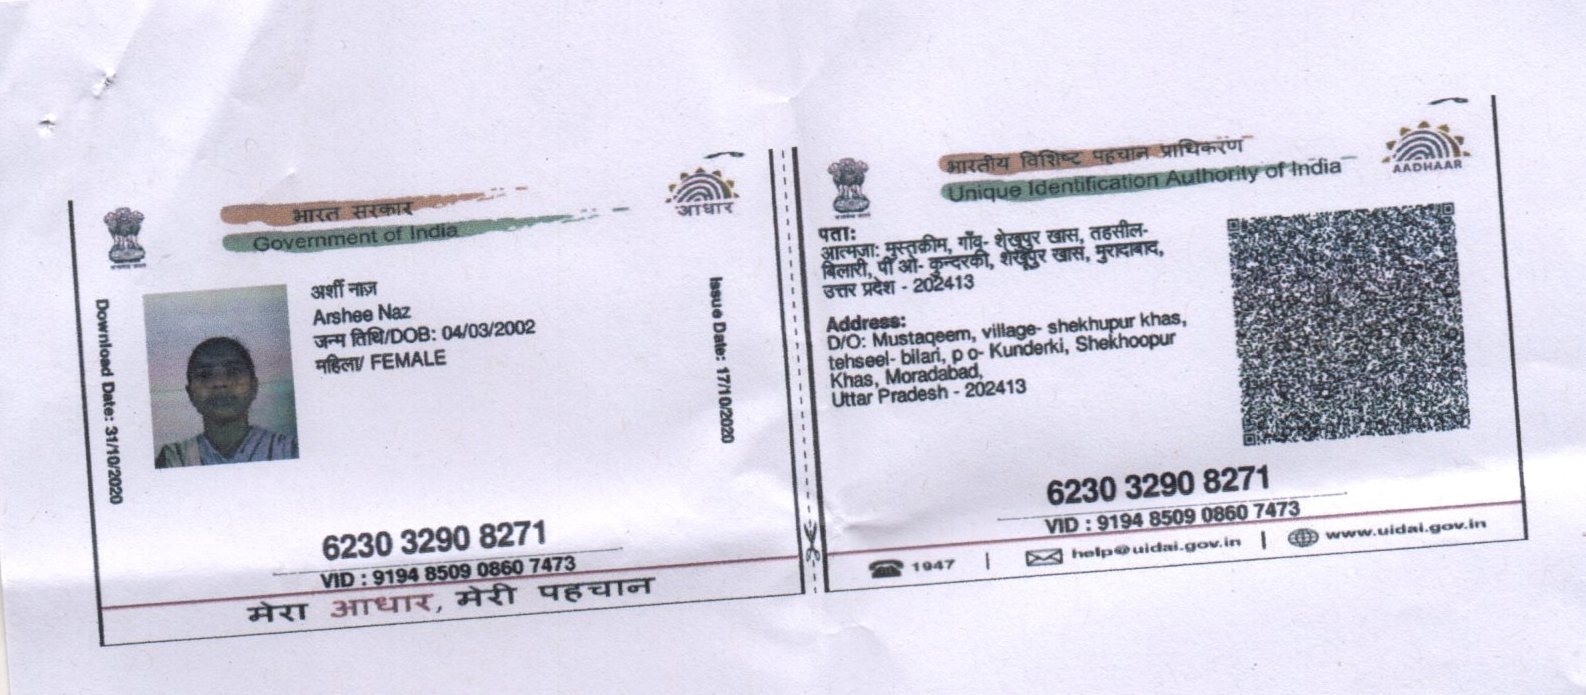 भारत सरकार
Government of India
आधार
Download Date: 31/10/2020
अर्शी नाज़
Arshee Naz
जन्म तिथि/DOB: 04/03/2002
महिला/ FEMALE
Issue Date: 17/10/2020
6230 3290 8271
VID : 9194 8509 0860 7473
मेरा आधार, मेरी पहचान
भारतीय विशिष्ट पहचान प्राधिकरण
Unique Identification Authority of India
AADHAAR
पता:
आत्मजा: मुस्तकीम, गाँव- शेखुपुर खास, तहसील-
बिलारी, पी ओ- कुन्दरकी, शेखूपुर खास, मुरादाबाद,
उत्तर प्रदेश - 202413
Address:
D/O: Mustaqeem, village- shekhupur khas,
tehseel- bilari, p o- Kunderki, Shekhoopur
Khas, Moradabad,
Uttar Pradesh - 202413
6230 3290 8271
VID : 9194 8509 0860 7473
1947 | help@uidai.gov.in | www.uidai.gov.in